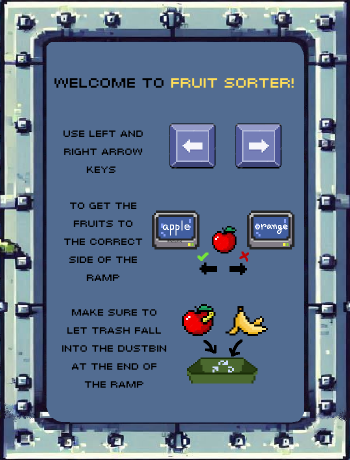 WELCOME TO FRUIT SORTER!
USE LEFT AND
RIGHT ARROW
KEYS
TO GET THE
FRUITS TO
THE CORRECT
SIDE OF THE
RAMP
apple
orange
MAKE SURE TO
LET TRASH FALL
INTO THE DUSTBIN
AT THE END OF
THE RAMP